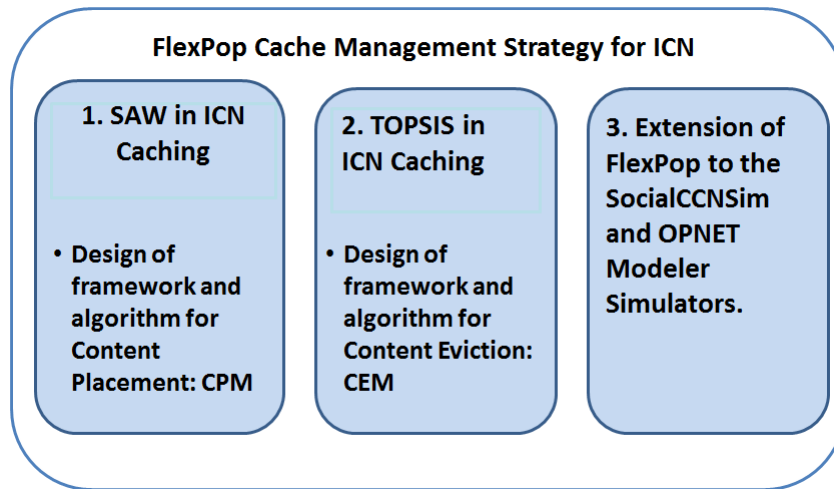 FlexPop Cache Management Strategy for ICN
1. SAW in ICN
Caching
• Design of
framework and
algorithm for
Content
Placement: CPM
2. TOPSIS in
ICN Caching
• Design of
framework and
algorithm for
Content Eviction:
CEM
3. Extension of
FlexPop to the
SocialCCNSim
and OPNET
Modeler
Simulators.